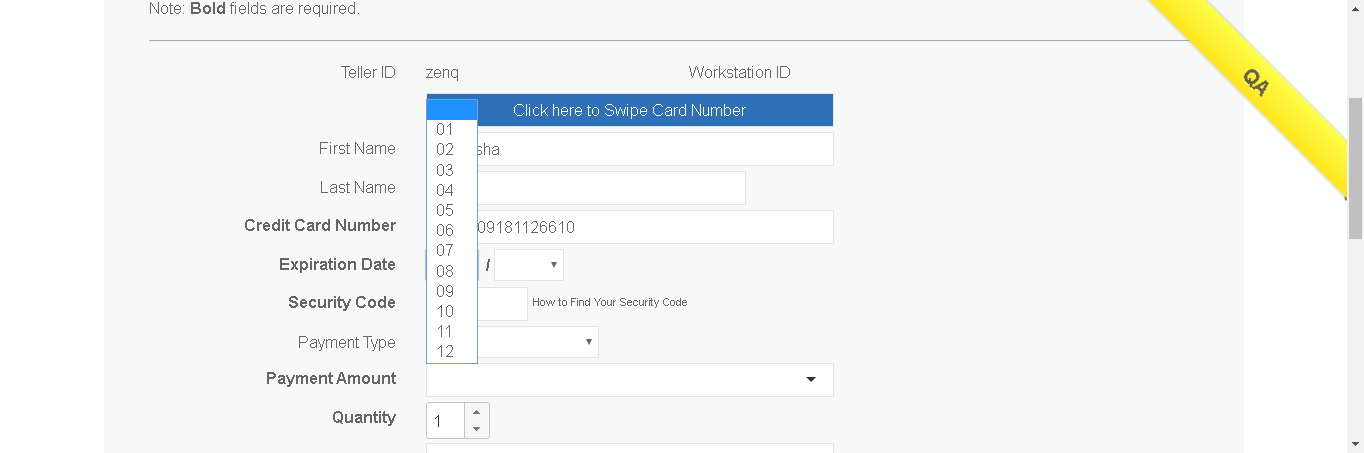 Note: Bold fields are required.
QA
Teller ID zenq Workstation ID
Click here to Swipe Card Number
01
First Name sha
02
03
Last Name
04
05
Credit Card Number 09181126610
06
07
Expiration Date /
08
09
Security Code How to Find Your Security Code
10
11
Payment Type
12
Payment Amount
Quantity 1